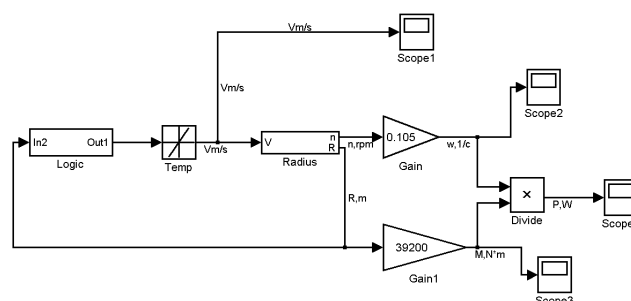 Vm/s
Scope1
Vm/s
Scope2
In2
Out1
Logic
Temp
Vm/s
V
n
R
Radius
n,rpm
0.105
Gain
w,1/c
R,m
×
Divide
P,W
Scope
39200
Gain1
M,N*m
Scope3